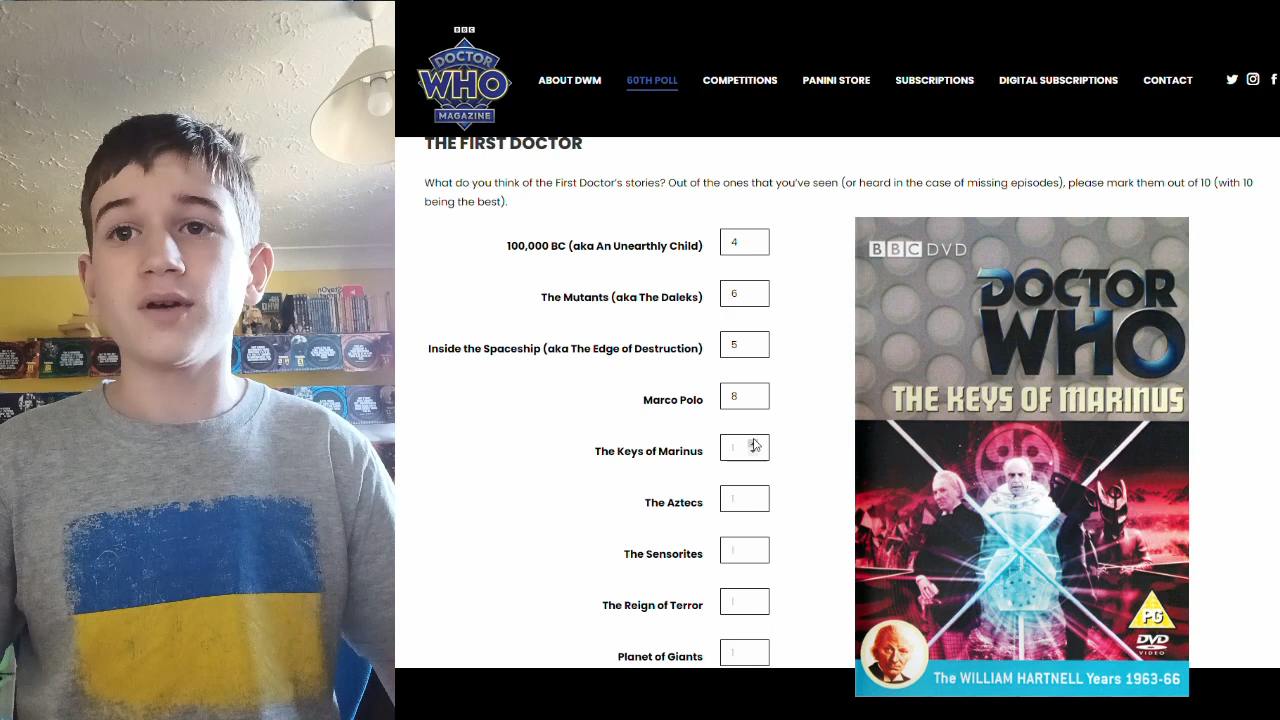 BBC
DOCTOR
WHO
MAGAZINE
ABOUT DWM
60TH POLL
COMPETITIONS
PANINI STORE
SUBSCRIPTIONS
DIGITAL SUBSCRIPTIONS
CONTACT
THE FIRST DOCTOR
What do you think of the First Doctor's stories? Out of the ones that you've seen (or heard in the case of missing episodes), please mark them out of 10 (with 10
being the best).
100,000 BC (aka An Unearthly Child) 4
The Mutants (aka The Daleks) 6
Inside the Spaceship (aka The Edge of Destruction) 5
Marco Polo 8
The Keys of Marinus 1
The Aztecs 1
The Sensorites 1
The Reign of Terror 1
Planet of Giants 1
BBC DVD
DOCTOR
WHO
THE KEYS OF MARINUS
PG
DVD
VIDEO
The WILLIAM HARTNELL Years 1963-66